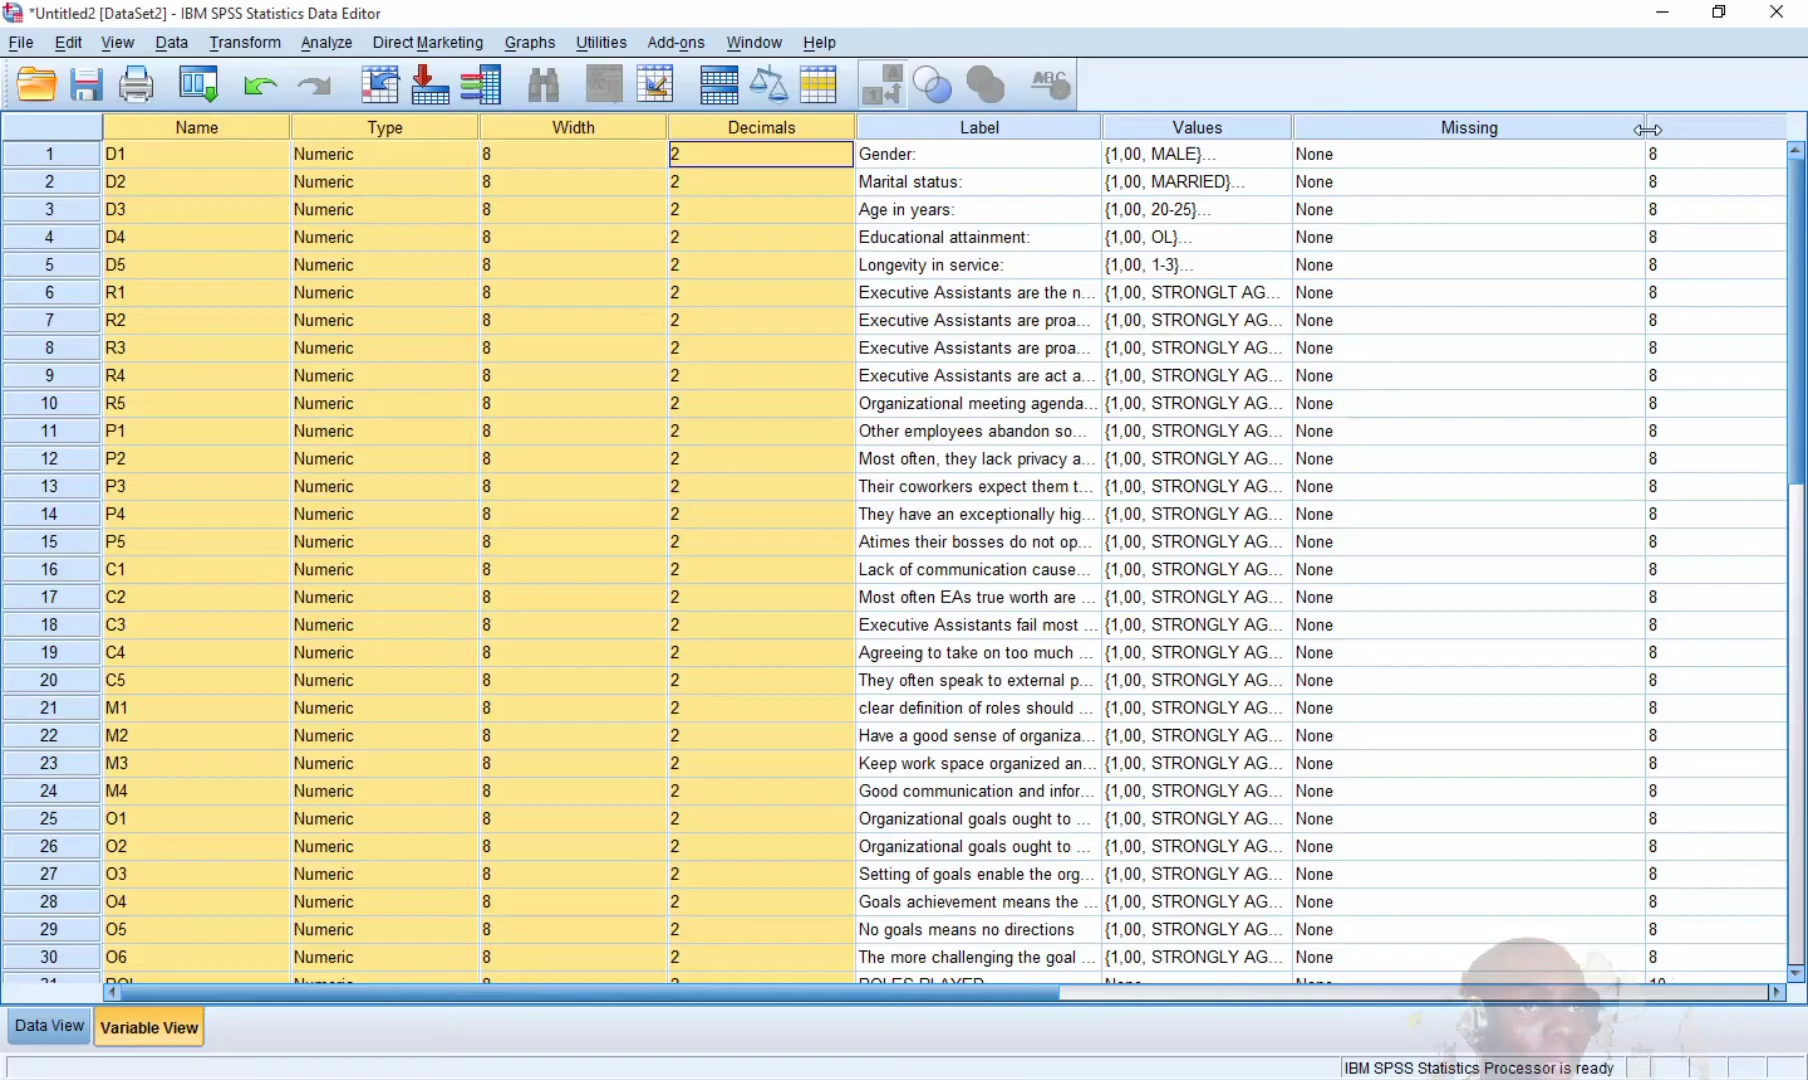 *Untitled2 [DataSet2] - IBM SPSS Statistics Data Editor
File Edit View Data Transform Analyze Direct Marketing Graphs Utilities Add-ons Window Help
A 1 ABC
Name Type Width Decimals Label Values Missing
1 D1 Numeric 8 2 Gender: {1,00, MALE}... None 8
2 D2 Numeric 8 2 Marital status: {1,00, MARRIED}... None 8
3 D3 Numeric 8 2 Age in years: {1,00, 20-25}... None 8
4 D4 Numeric 8 2 Educational attainment: {1,00, OL}... None 8
5 D5 Numeric 8 2 Longevity in service: {1,00, 1-3}... None 8
6 R1 Numeric 8 2 Executive Assistants are the n... {1,00, STRONGLT AG... None 8
7 R2 Numeric 8 2 Executive Assistants are proa... {1,00, STRONGLY AG... None 8
8 R3 Numeric 8 2 Executive Assistants are proa... {1,00, STRONGLY AG... None 8
9 R4 Numeric 8 2 Executive Assistants are act a... {1,00, STRONGLY AG... None 8
10 R5 Numeric 8 2 Organizational meeting agenda... {1,00, STRONGLY AG... None 8
11 P1 Numeric 8 2 Other employees abandon so... {1,00, STRONGLY AG... None 8
12 P2 Numeric 8 2 Most often, they lack privacy a... {1,00, STRONGLY AG... None 8
13 P3 Numeric 8 2 Their coworkers expect them t... {1,00, STRONGLY AG... None 8
14 P4 Numeric 8 2 They have an exceptionally hig... {1,00, STRONGLY AG... None 8
15 P5 Numeric 8 2 Atimes their bosses do not op... {1,00, STRONGLY AG... None 8
16 C1 Numeric 8 2 Lack of communication cause... {1,00, STRONGLY AG... None 8
17 C2 Numeric 8 2 Most often EAs true worth are ... {1,00, STRONGLY AG... None 8
18 C3 Numeric 8 2 Executive Assistants fail most ... {1,00, STRONGLY AG... None 8
19 C4 Numeric 8 2 Agreeing to take on too much ... {1,00, STRONGLY AG... None 8
20 C5 Numeric 8 2 They often speak to external p... {1,00, STRONGLY AG... None 8
21 M1 Numeric 8 2 clear definition of roles should ... {1,00, STRONGLY AG... None 8
22 M2 Numeric 8 2 Have a good sense of organiza... {1,00, STRONGLY AG... None 8
23 M3 Numeric 8 2 Keep work space organized an... {1,00, STRONGLY AG... None 8
24 M4 Numeric 8 2 Good communication and infor... {1,00, STRONGLY AG... None 8
25 O1 Numeric 8 2 Organizational goals ought to ... {1,00, STRONGLY AG... None 8
26 O2 Numeric 8 2 Organizational goals ought to ... {1,00, STRONGLY AG... None 8
27 O3 Numeric 8 2 Setting of goals enable the org... {1,00, STRONGLY AG... None 8
28 O4 Numeric 8 2 Goals achievement means the ... {1,00, STRONGLY AG... None 8
29 O5 Numeric 8 2 No goals means no directions {1,00, STRONGLY AG... None 8
30 O6 Numeric 8 2 The more challenging the goal ... {1,00, STRONGLY AG... None 8
31 Numeric 8 2 ROLES PLAYED None None 10
Data View Variable View
IBM SPSS Statistics Processor is ready